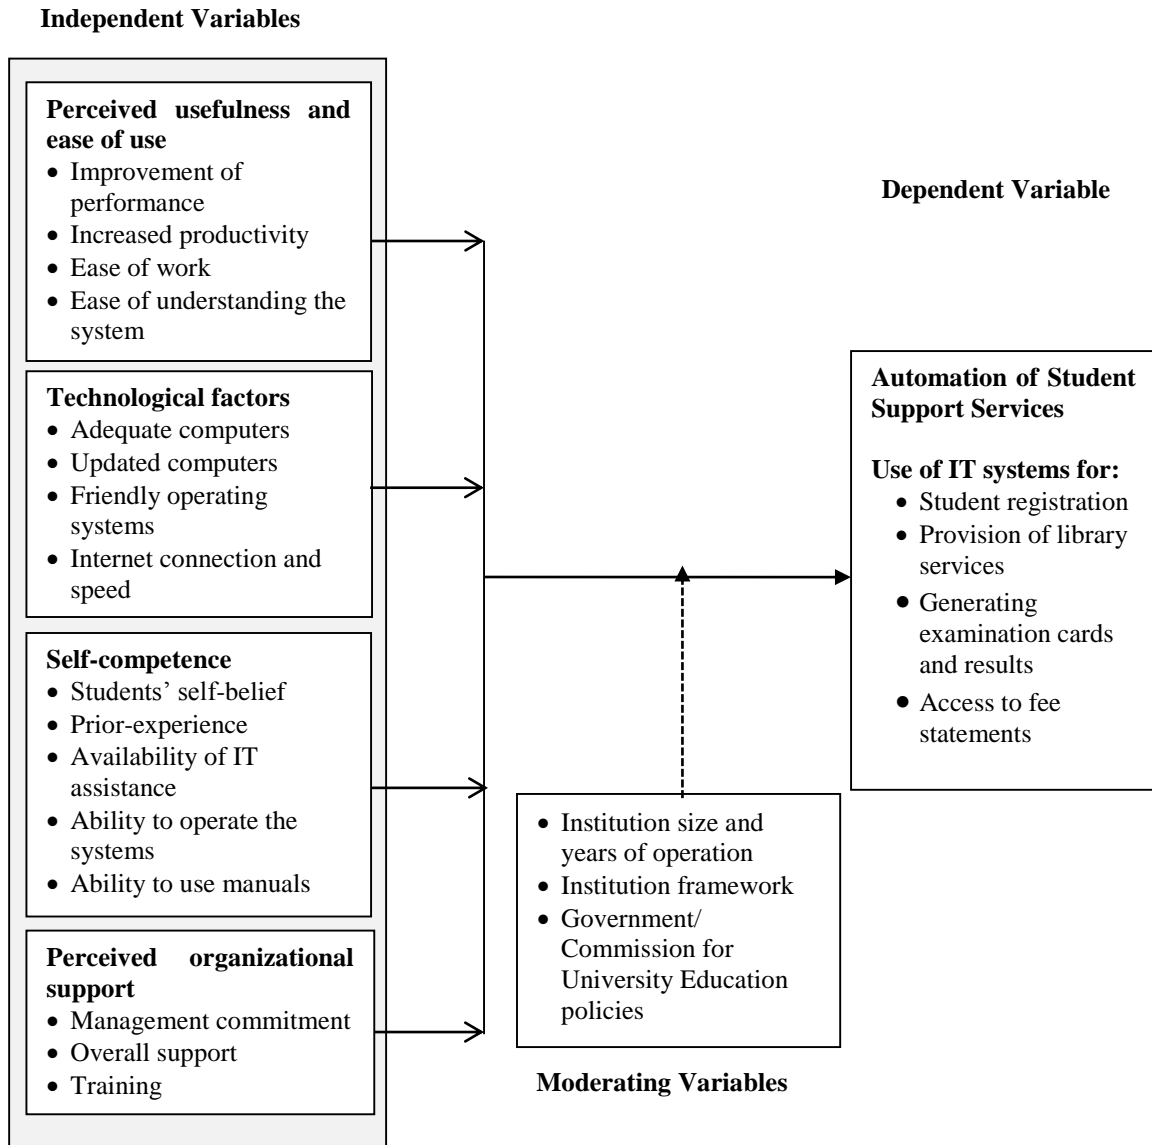 Independent Variables
Perceived usefulness and
ease of use
• Improvement of
performance
• Increased productivity
• Ease of work
• Ease of understanding the
system
Technological factors
• Adequate computers
• Updated computers
• Friendly operating
systems
• Internet connection and
speed
Self-competence
• Students’ self-belief
• Prior-experience
• Availability of IT
assistance
• Ability to operate the
systems
• Ability to use manuals
Perceived organizational
support
• Management commitment
• Overall support
• Training
• Institution size and
years of operation
• Institution framework
• Government/
Commission for
University Education
policies
Moderating Variables
Dependent Variable
Automation of Student
Support Services
Use of IT systems for:
• Student registration
• Provision of library
services
• Generating
examination cards
and results
• Access to fee
statements